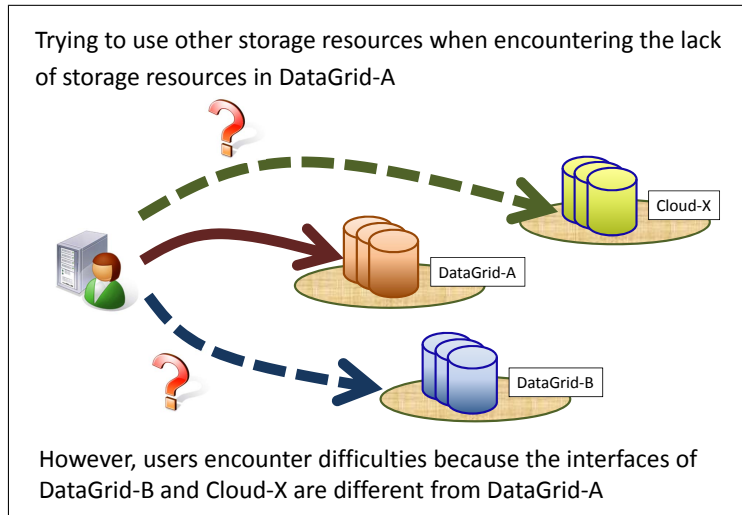 Trying to use other storage resources when encountering the lack
of storage resources in DataGrid-A
?
Cloud-X
DataGrid-A
DataGrid-B
?
However, users encounter difficulties because the interfaces of
DataGrid-B and Cloud-X are different from DataGrid-A